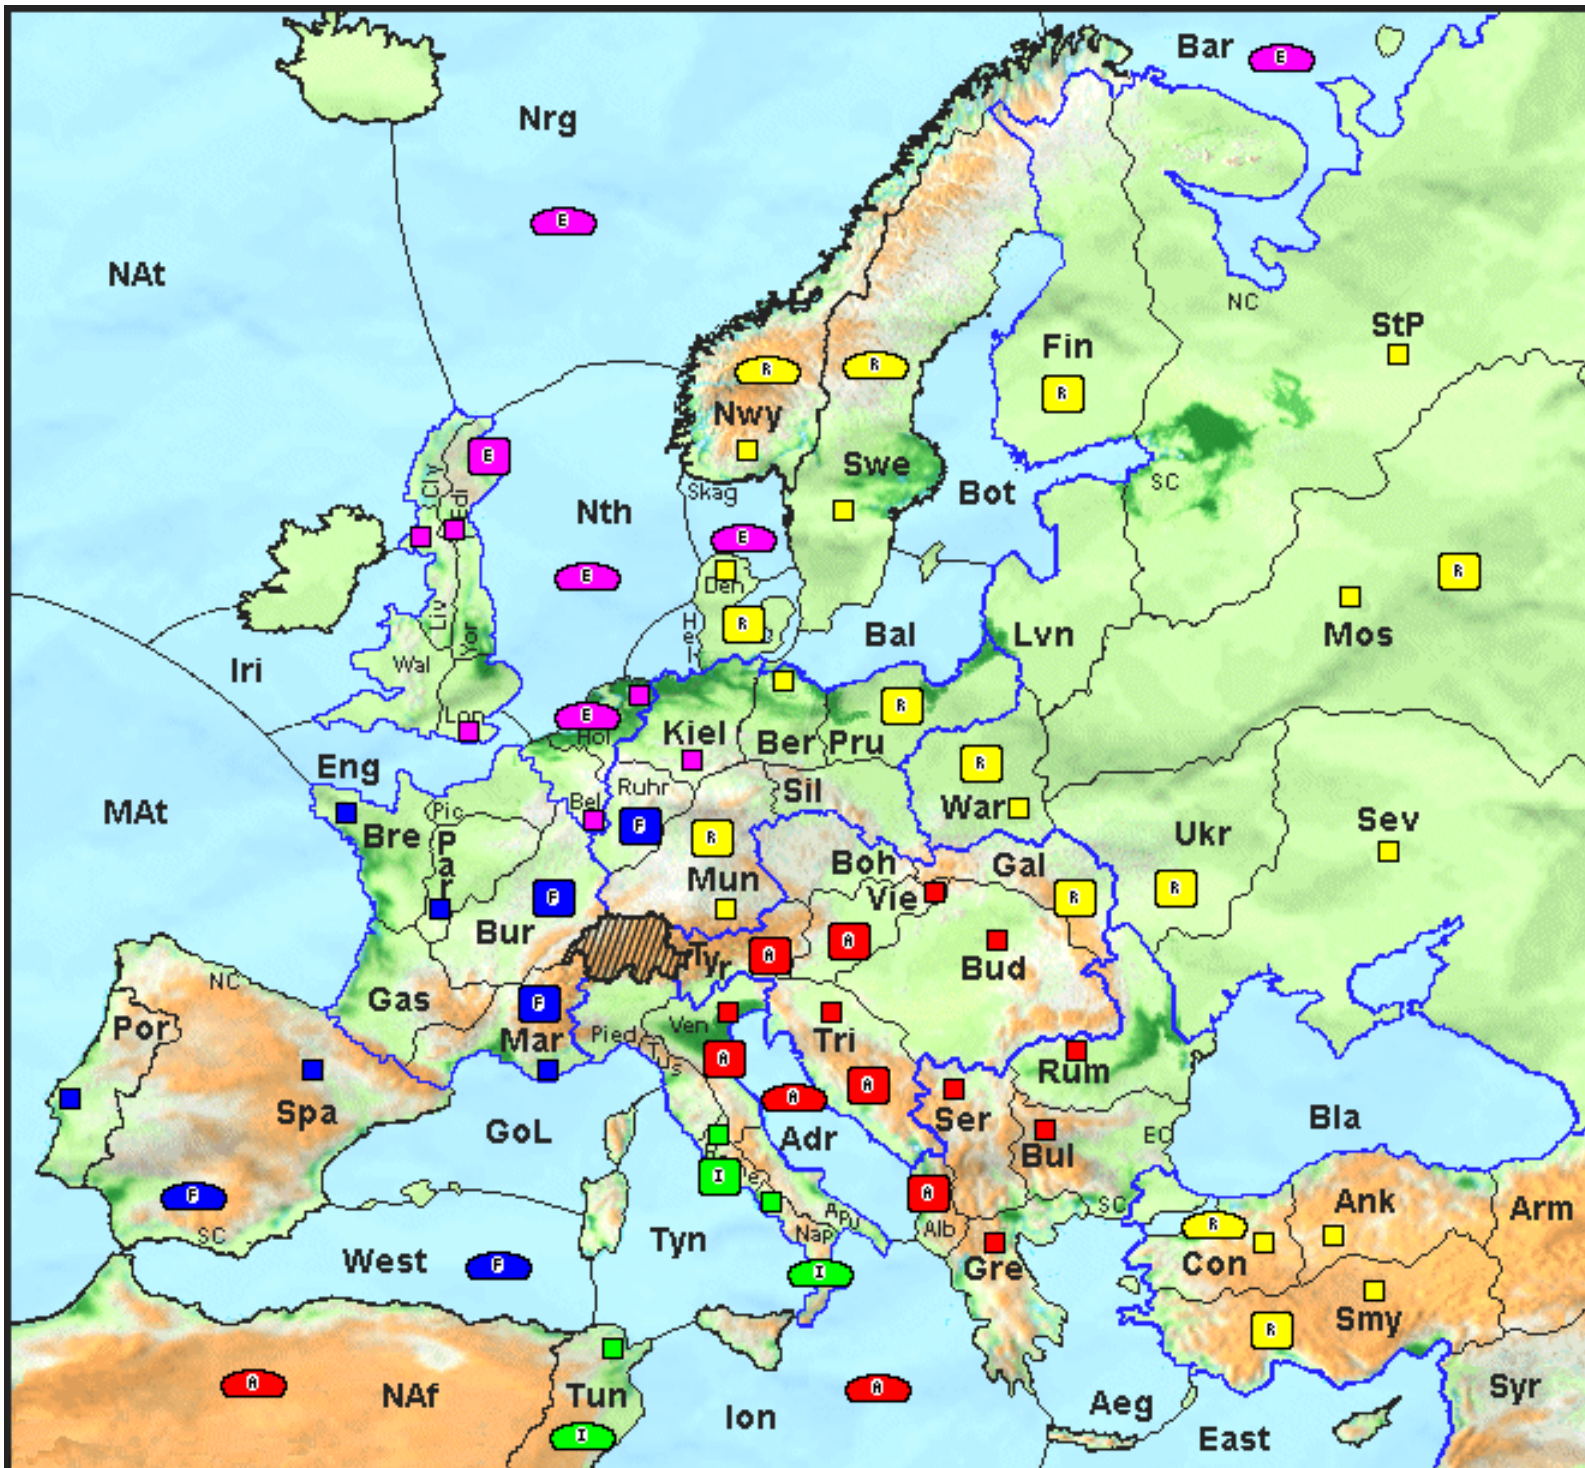 Bar
E
Nrg
E
NAt
NC
StP
Fin
R
R
R
Nwy
E
Cly
Edl
Swe
SC
Bot
Skag
Nth
E
E
Den
R
R
Mos
Hel
Bal
Lvn
Liv
Yor
Wal
Iri
Lon
E
Hol
R
Kiel
Ber
Pru
R
War
Eng
Ruhr
Sil
MAt
Bel
Pic
Bre
Par
F
R
Boh
Gal
Ukr
Sev
Mun
Vie
R
R
F
Bur
A
A
Tyr
Bud
NC
Gas
F
Por
Mar
Pied
Ven
Tus
A
Tri
A
Rum
Ser
Spa
GoL
A
Adr
Bul
EC
Bla
I
F
A
SC
Ank
Arm
SC
Apu
Nap
Alb
R
West
F
Tyn
I
Gre
Con
R
Smy
A
NAf
Tun
I
Ion
A
Aeg
East
Syr